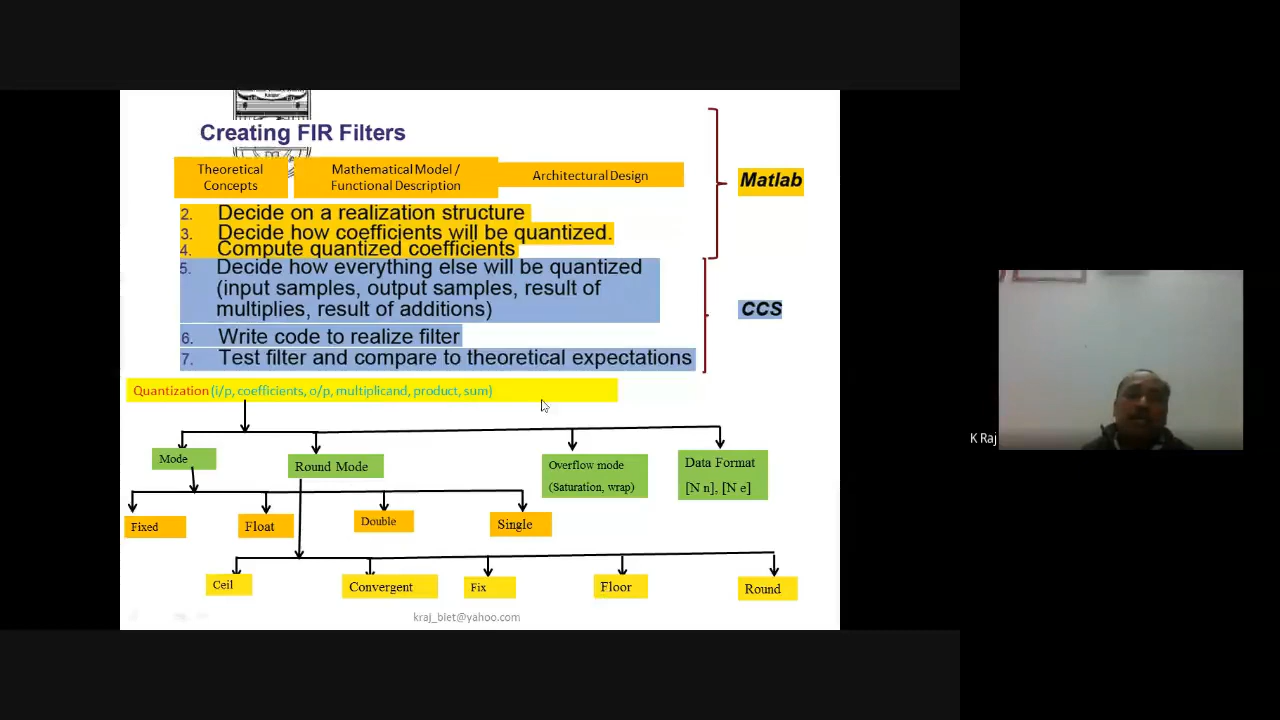 Creating FIR Filters
Theoretical
Concepts
Mathematical Model /
Functional Description
Architectural Design
Matlab
2. Decide on a realization structure
3. Decide how coefficients will be quantized.
4. Compute quantized coefficients
5. Decide how everything else will be quantized
(input samples, output samples, result of
multiplies, result of additions)
CCS
6. Write code to realize filter
7. Test filter and compare to theoretical expectations
Quantization (i/p, coefficients, o/p, multiplicand, product, sum)
Mode
Round Mode
Overflow mode
(Saturation, wrap)
Data Format
[N n], [N e]
Fixed
Float
Double
Single
Ceil
Convergent
Fix
Floor
Round
kraj_biet@yahoo.com
K Raj